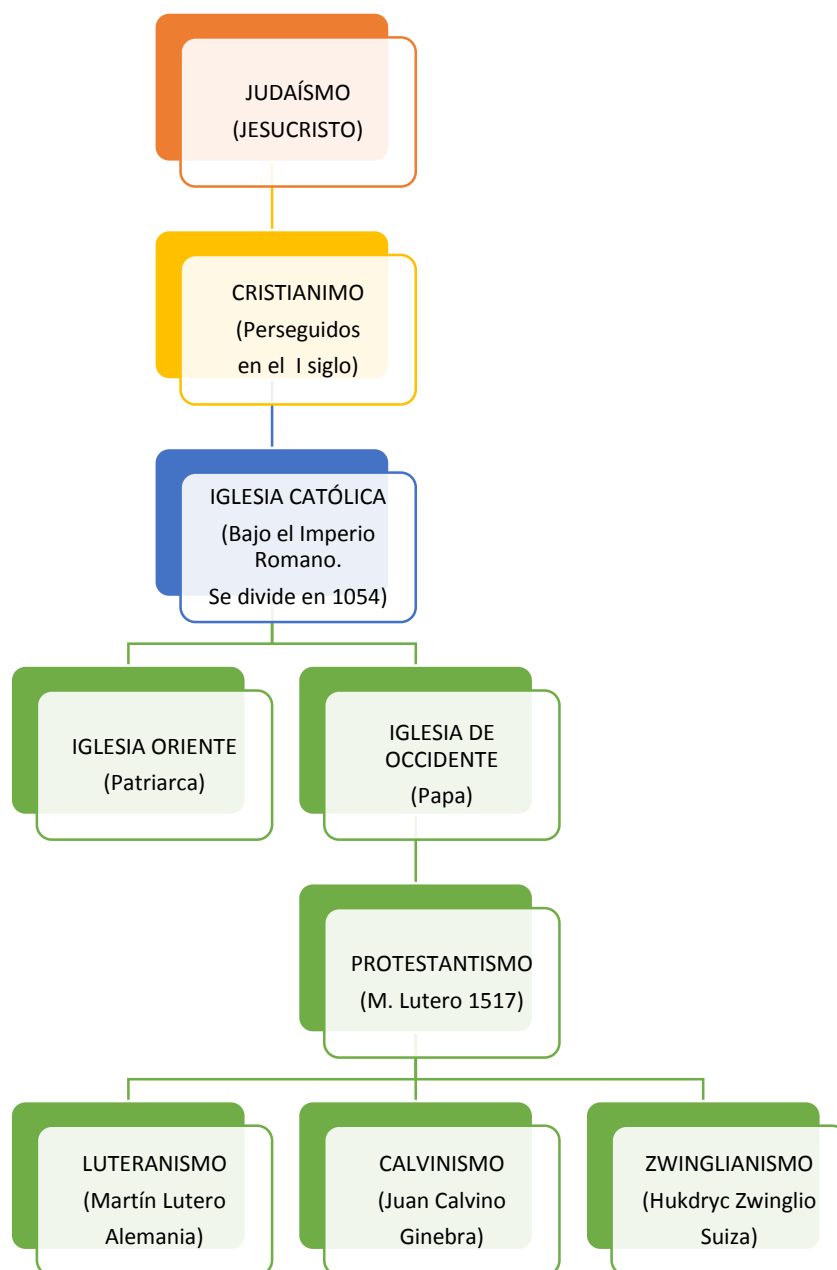 JUDAÍSMO
(JESUCRISTO)
CRISTIANIMO
(Perseguidos
en el I siglo)
IGLESIA CATÓLICA
(Bajo el Imperio
Romano.
Se divide en 1054)
IGLESIA ORIENTE
(Patriarca)
IGLESIA DE
OCCIDENTE
(Papa)
PROTESTANTISMO
(M. Lutero 1517)
LUTERANISMO
(Martín Lutero
Alemania)
CALVINISMO
(Juan Calvino
Ginebra)
ZWINGLIANISMO
(Hukdryc Zwinglio
Suiza)